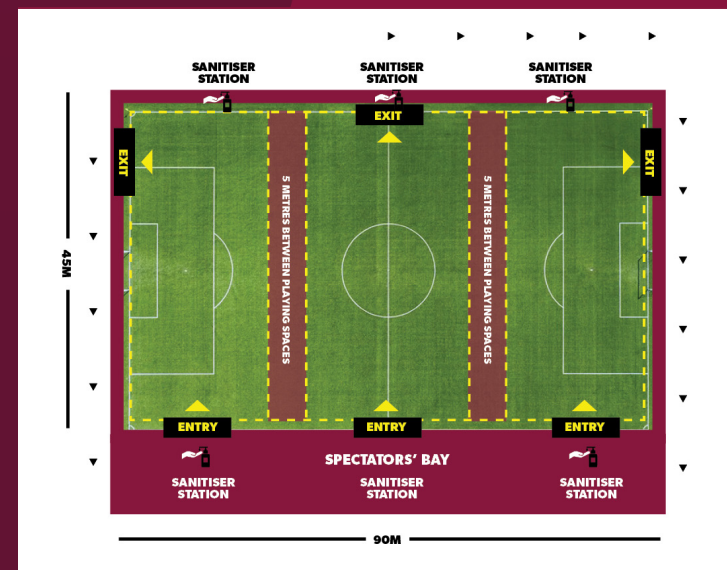 SANITISER
STATION
SANITISER
STATION
SANITISER
STATION
EXIT
EXIT
EXIT
5 METRES BETWEEN PLAYING SPACES
5 METRES BETWEEN PLAYING SPACES
45M
ENTRY
ENTRY
ENTRY
SPECTATORS' BAY
SANITISER
STATION
SANITISER
STATION
SANITISER
STATION
90M